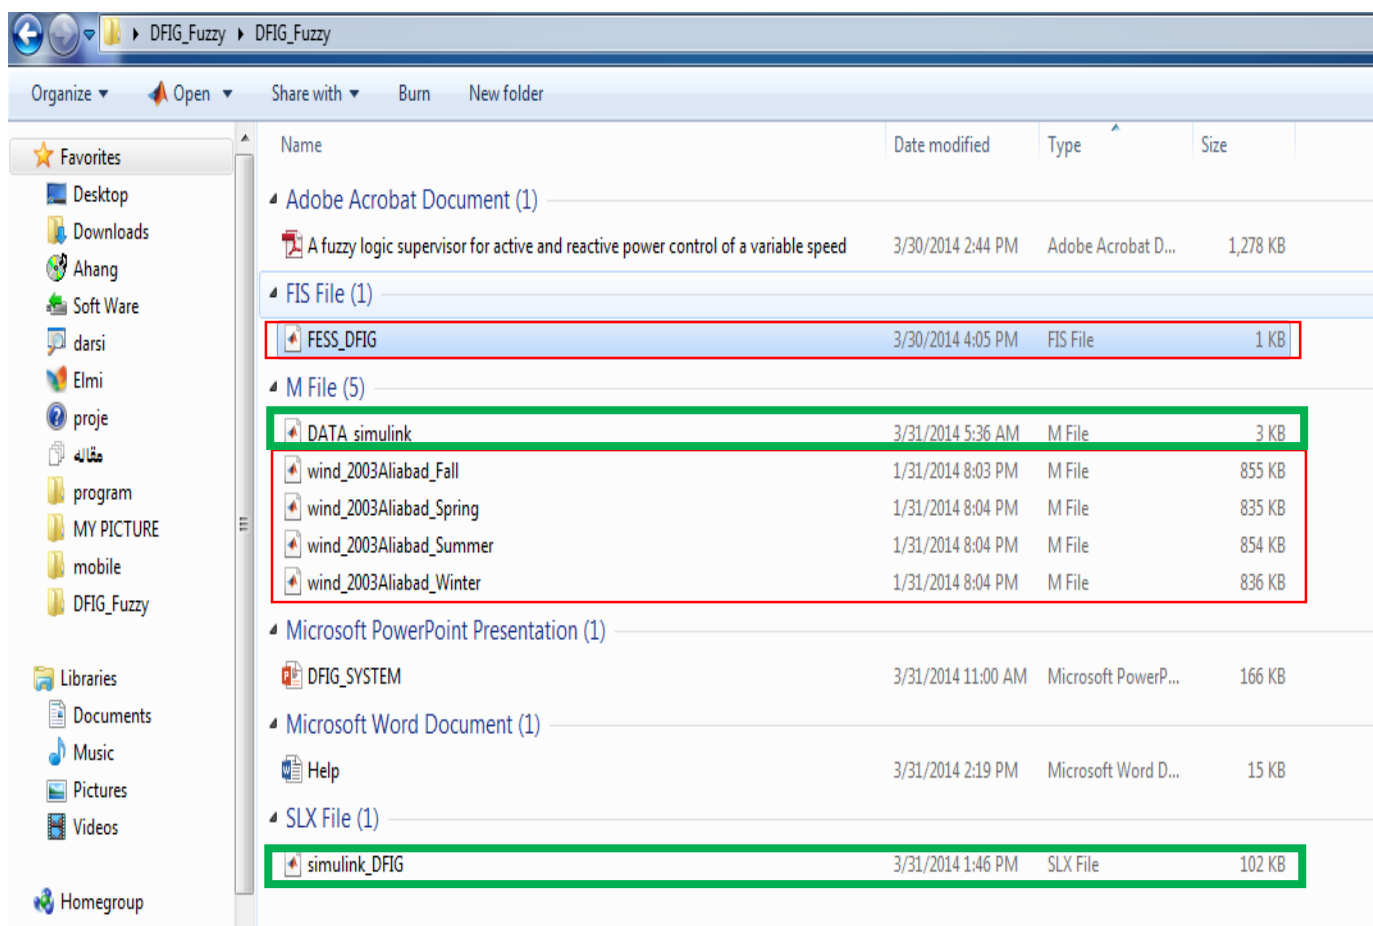 DFIG_Fuzzy DFIG_Fuzzy
Organize Open Share with Burn New folder
Favorites
Desktop
Downloads
Ahang
Soft Ware
darsi
Elmi
proje
مقاله
program
MY PICTURE
mobile
DFIG_Fuzzy
Libraries
Documents
Music
Pictures
Videos
Homegroup
Name Date modified Type Size
Adobe Acrobat Document (1)
A fuzzy logic supervisor for active and reactive power control of a variable speed 3/30/2014 2:44 PM Adobe Acrobat D... 1,278 KB
FIS File (1)
FESS_DFIG 3/30/2014 4:05 PM FIS File 1 KB
M File (5)
DATA_simulink 3/31/2014 5:36 AM M File 3 KB
wind_2003Aliabad_Fall 1/31/2014 8:03 PM M File 855 KB
wind_2003Aliabad_Spring 1/31/2014 8:04 PM M File 835 KB
wind_2003Aliabad_Summer 1/31/2014 8:04 PM M File 854 KB
wind_2003Aliabad_Winter 1/31/2014 8:04 PM M File 836 KB
Microsoft PowerPoint Presentation (1)
DFIG_SYSTEM 3/31/2014 11:00 AM Microsoft PowerP... 166 KB
Microsoft Word Document (1)
Help 3/31/2014 2:19 PM Microsoft Word D... 15 KB
SLX File (1)
simulink_DFIG 3/31/2014 1:46 PM SLX File 102 KB